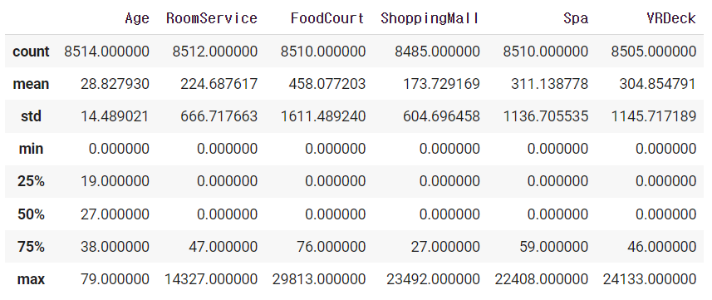 Age RoomService FoodCourt ShoppingMall Spa VRDeck
count 8514.000000 8512.000000 8510.000000 8485.000000 8510.000000 8505.000000
mean 28.827930 224.687617 458.077203 173.729169 311.138778 304.854791
std 14.489021 666.717663 1611.489240 604.696458 1136.705535 1145.717189
min 0.000000 0.000000 0.000000 0.000000 0.000000 0.000000
25% 19.000000 0.000000 0.000000 0.000000 0.000000 0.000000
50% 27.000000 0.000000 0.000000 0.000000 0.000000 0.000000
75% 38.000000 47.000000 76.000000 27.000000 59.000000 46.000000
max 79.000000 14327.000000 29813.000000 23492.000000 22408.000000 24133.000000